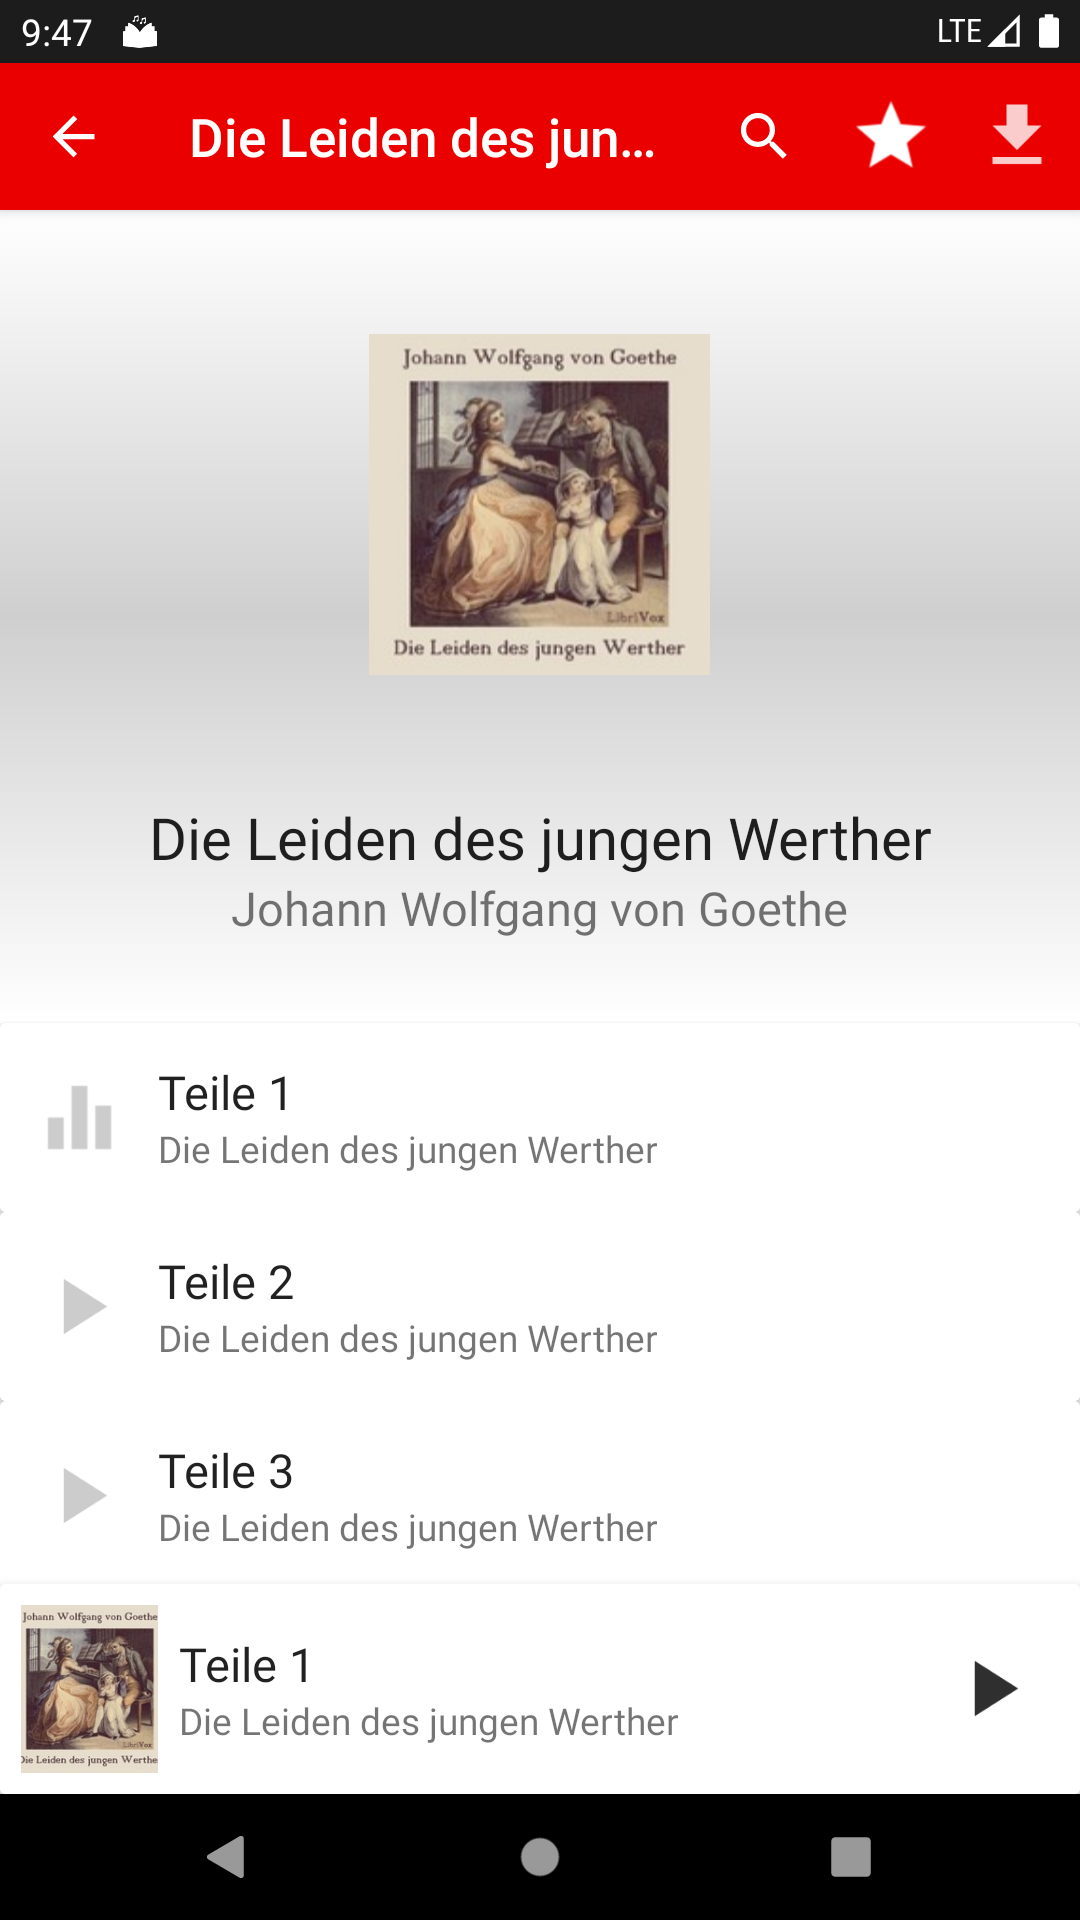 9:47
LTE
Die Leiden des jun...
Johann Wolfgang von Goethe
LibriVox
Die Leiden des jungen Werther
Die Leiden des jungen Werther
Johann Wolfgang von Goethe
Teile 1
Die Leiden des jungen Werther
Teile 2
Die Leiden des jungen Werther
Teile 3
Die Leiden des jungen Werther
Johann Wolfgang von Goethe
LibriVox
Die Leiden des jungen Werthe
Teile 1
Die Leiden des jungen Werther